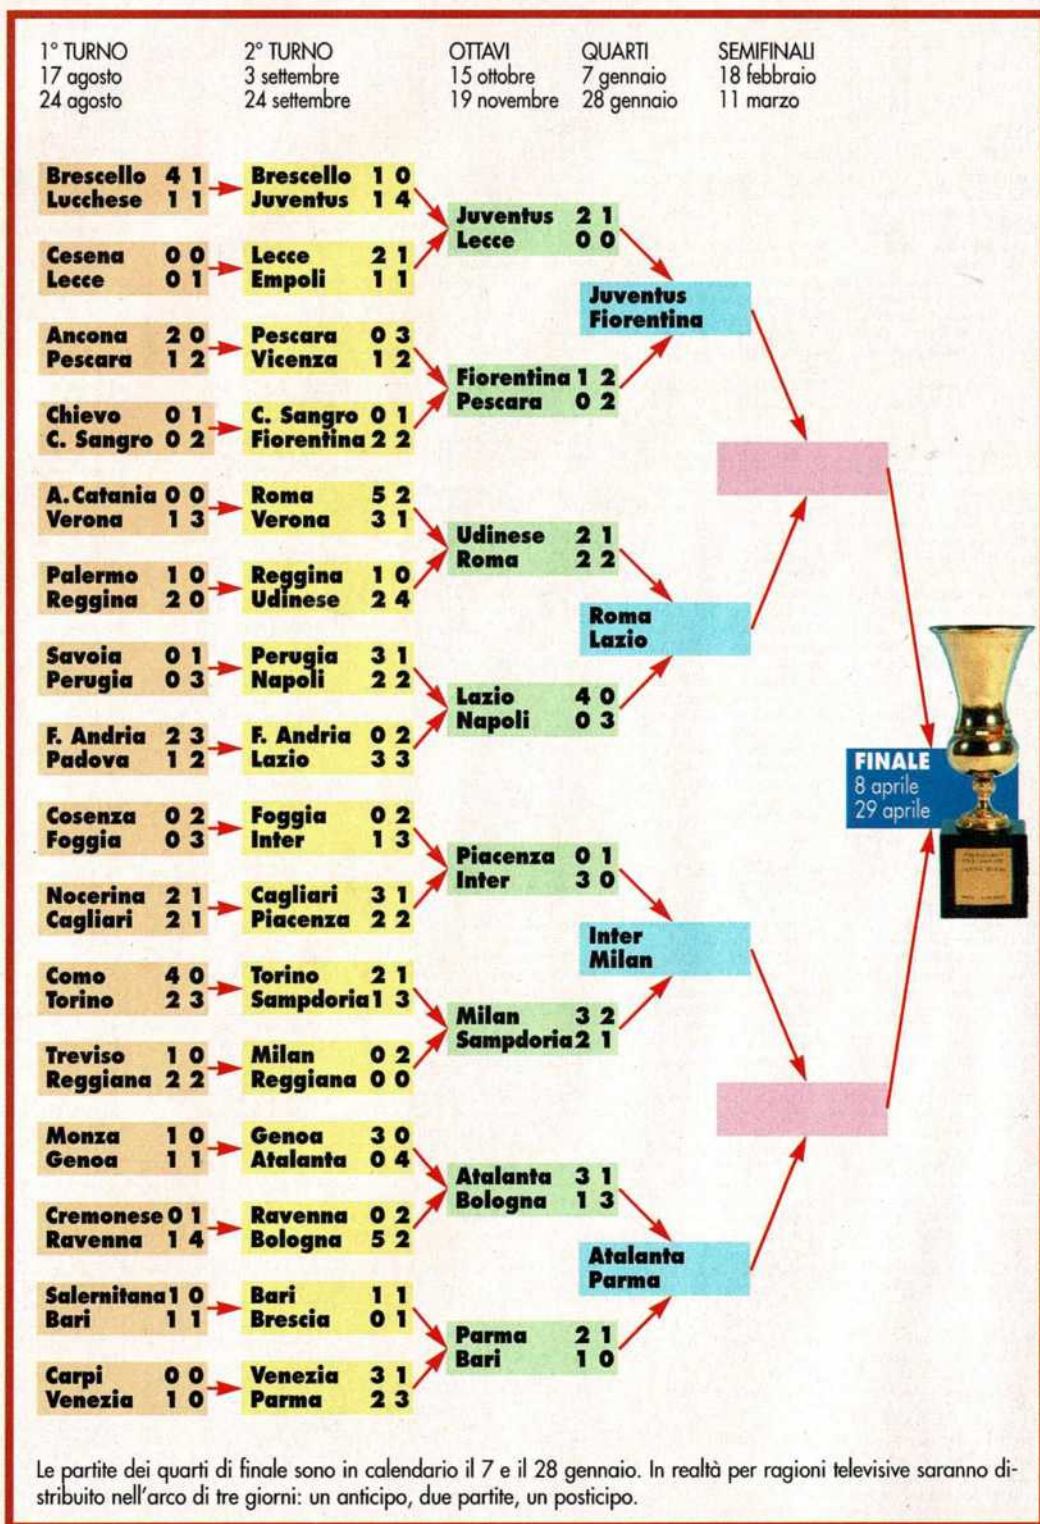 1° TURNO
17 agosto
24 agosto
2° TURNO
3 settembre
24 settembre
OTTAVI
15 ottobre
19 novembre
QUARTI
7 gennaio
28 gennaio
SEMIFINALI
18 febbraio
11 marzo
Brescello 4 1
Lucchese 1 1
Cesena 0 0
Lecce 0 1
Ancona 2 0
Pescara 1 2
Chievo 0 1
C. Sangro 0 2
A. Catania 0 0
Verona 1 3
Palermo 1 0
Reggina 2 0
Savoia 0 1
Perugia 0 3
F. Andria 2 3
Padova 1 2
Cosenza 0 2
Foggia 0 3
Nocerina 2 1
Cagliari 2 1
Como 4 0
Torino 2 3
Treviso 1 0
Reggiana 2 2
Monza 1 0
Genoa 1 1
Cremonese 0 1
Ravenna 1 4
Salernitana 1 0
Bari 1 1
Carpi 0 0
Venezia 1 0
Brescello 1 0
Juventus 1 4
Lecce 2 1
Empoli 1 1
Pescara 0 3
Vicenza 1 2
C. Sangro 0 1
Fiorentina 2 2
Roma 5 2
Verona 3 1
Reggina 1 0
Udinese 2 4
Perugia 3 1
Napoli 2 2
F. Andria 0 2
Lazio 3 3
Foggia 0 2
Inter 1 3
Cagliari 3 1
Piacenza 2 2
Torino 2 1
Sampdoria 1 3
Milan 0 2
Reggiana 0 0
Genoa 3 0
Atalanta 0 4
Ravenna 0 2
Bologna 5 2
Bari 1 1
Brescia 0 1
Venezia 3 1
Parma 2 3
Juventus 2 1
Lecce 0 0
Fiorentina 1 2
Pescara 0 2
Udinese 2 1
Roma 2 2
Lazio 4 0
Napoli 0 3
Piacenza 0 1
Inter 3 0
Milan 3 2
Sampdoria 2 1
Atalanta 3 1
Bologna 1 3
Parma 2 1
Bari 1 0
Juventus
Fiorentina
Roma
Lazio
Inter
Milan
Atalanta
Parma
FINALE
8 aprile
29 aprile
Le partite dei quarti di finale sono in calendario il 7 e il 28 gennaio. In realtà per ragioni televisive saranno di-
stribuito nell'arco di tre giorni: un anticipo, due partite, un posticipo.